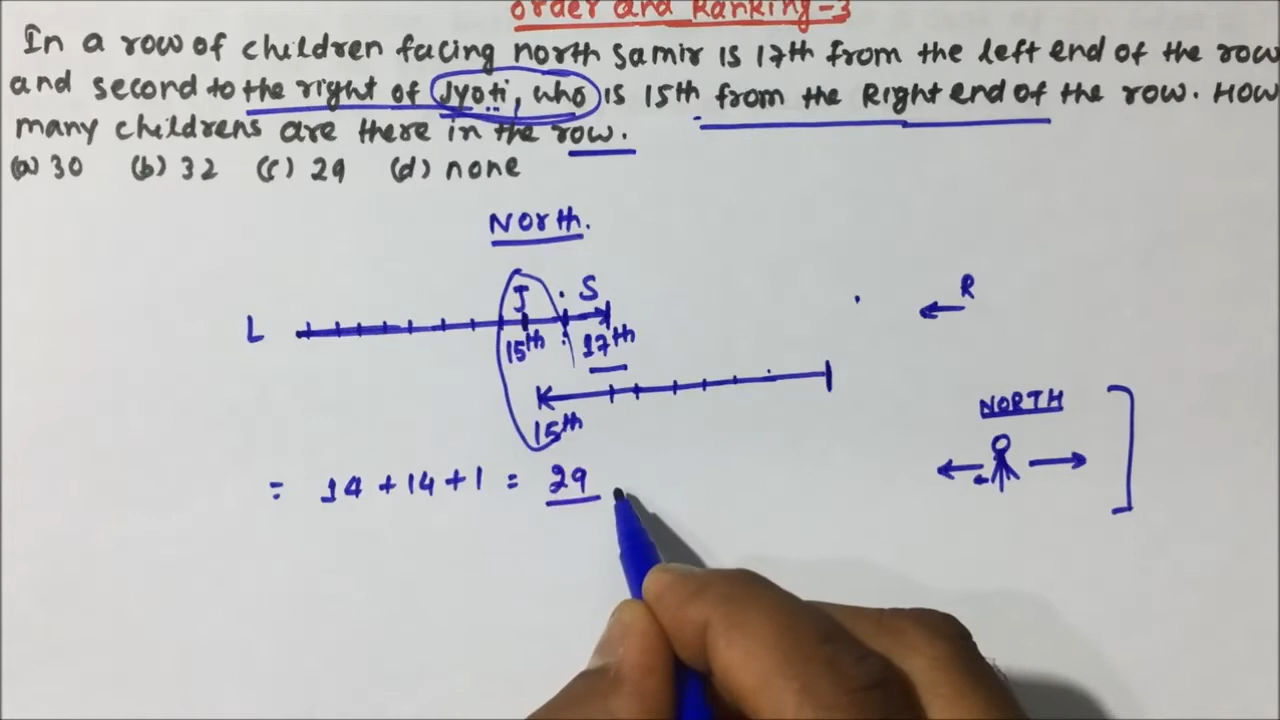 Order and Ranking-3
In a row of children facing north Samir is 17th from the left end of the row
and second to the right of Jyoti, who is 15th from the Right end of the row. How
many childrens are there in the row.
(a) 30 (b) 32 (c) 29 (d) none
North.
J S
L R
15th 17th
15th
NORTH
= 14 + 14 + 1 = 29